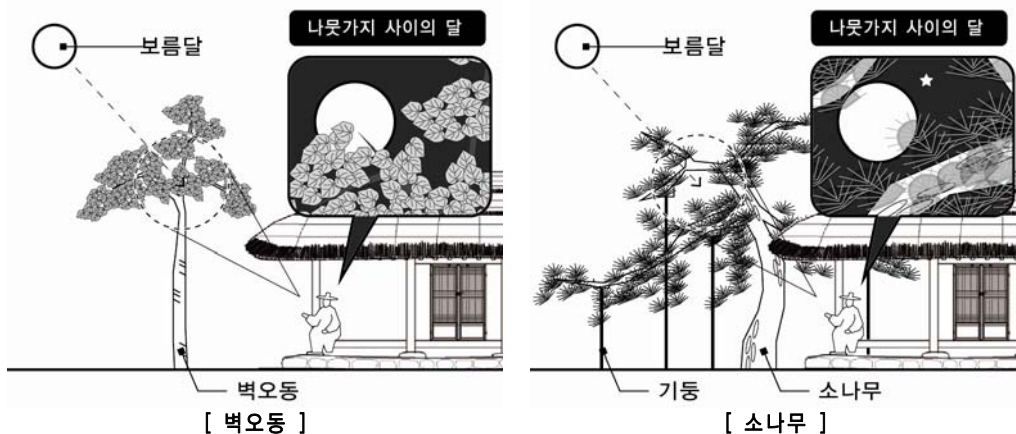 나뭇가지 사이의 달
보름달
벽오동
[ 벽오동 ]
나뭇가지 사이의 달
보름달
기둥
소나무
[ 소나무 ]